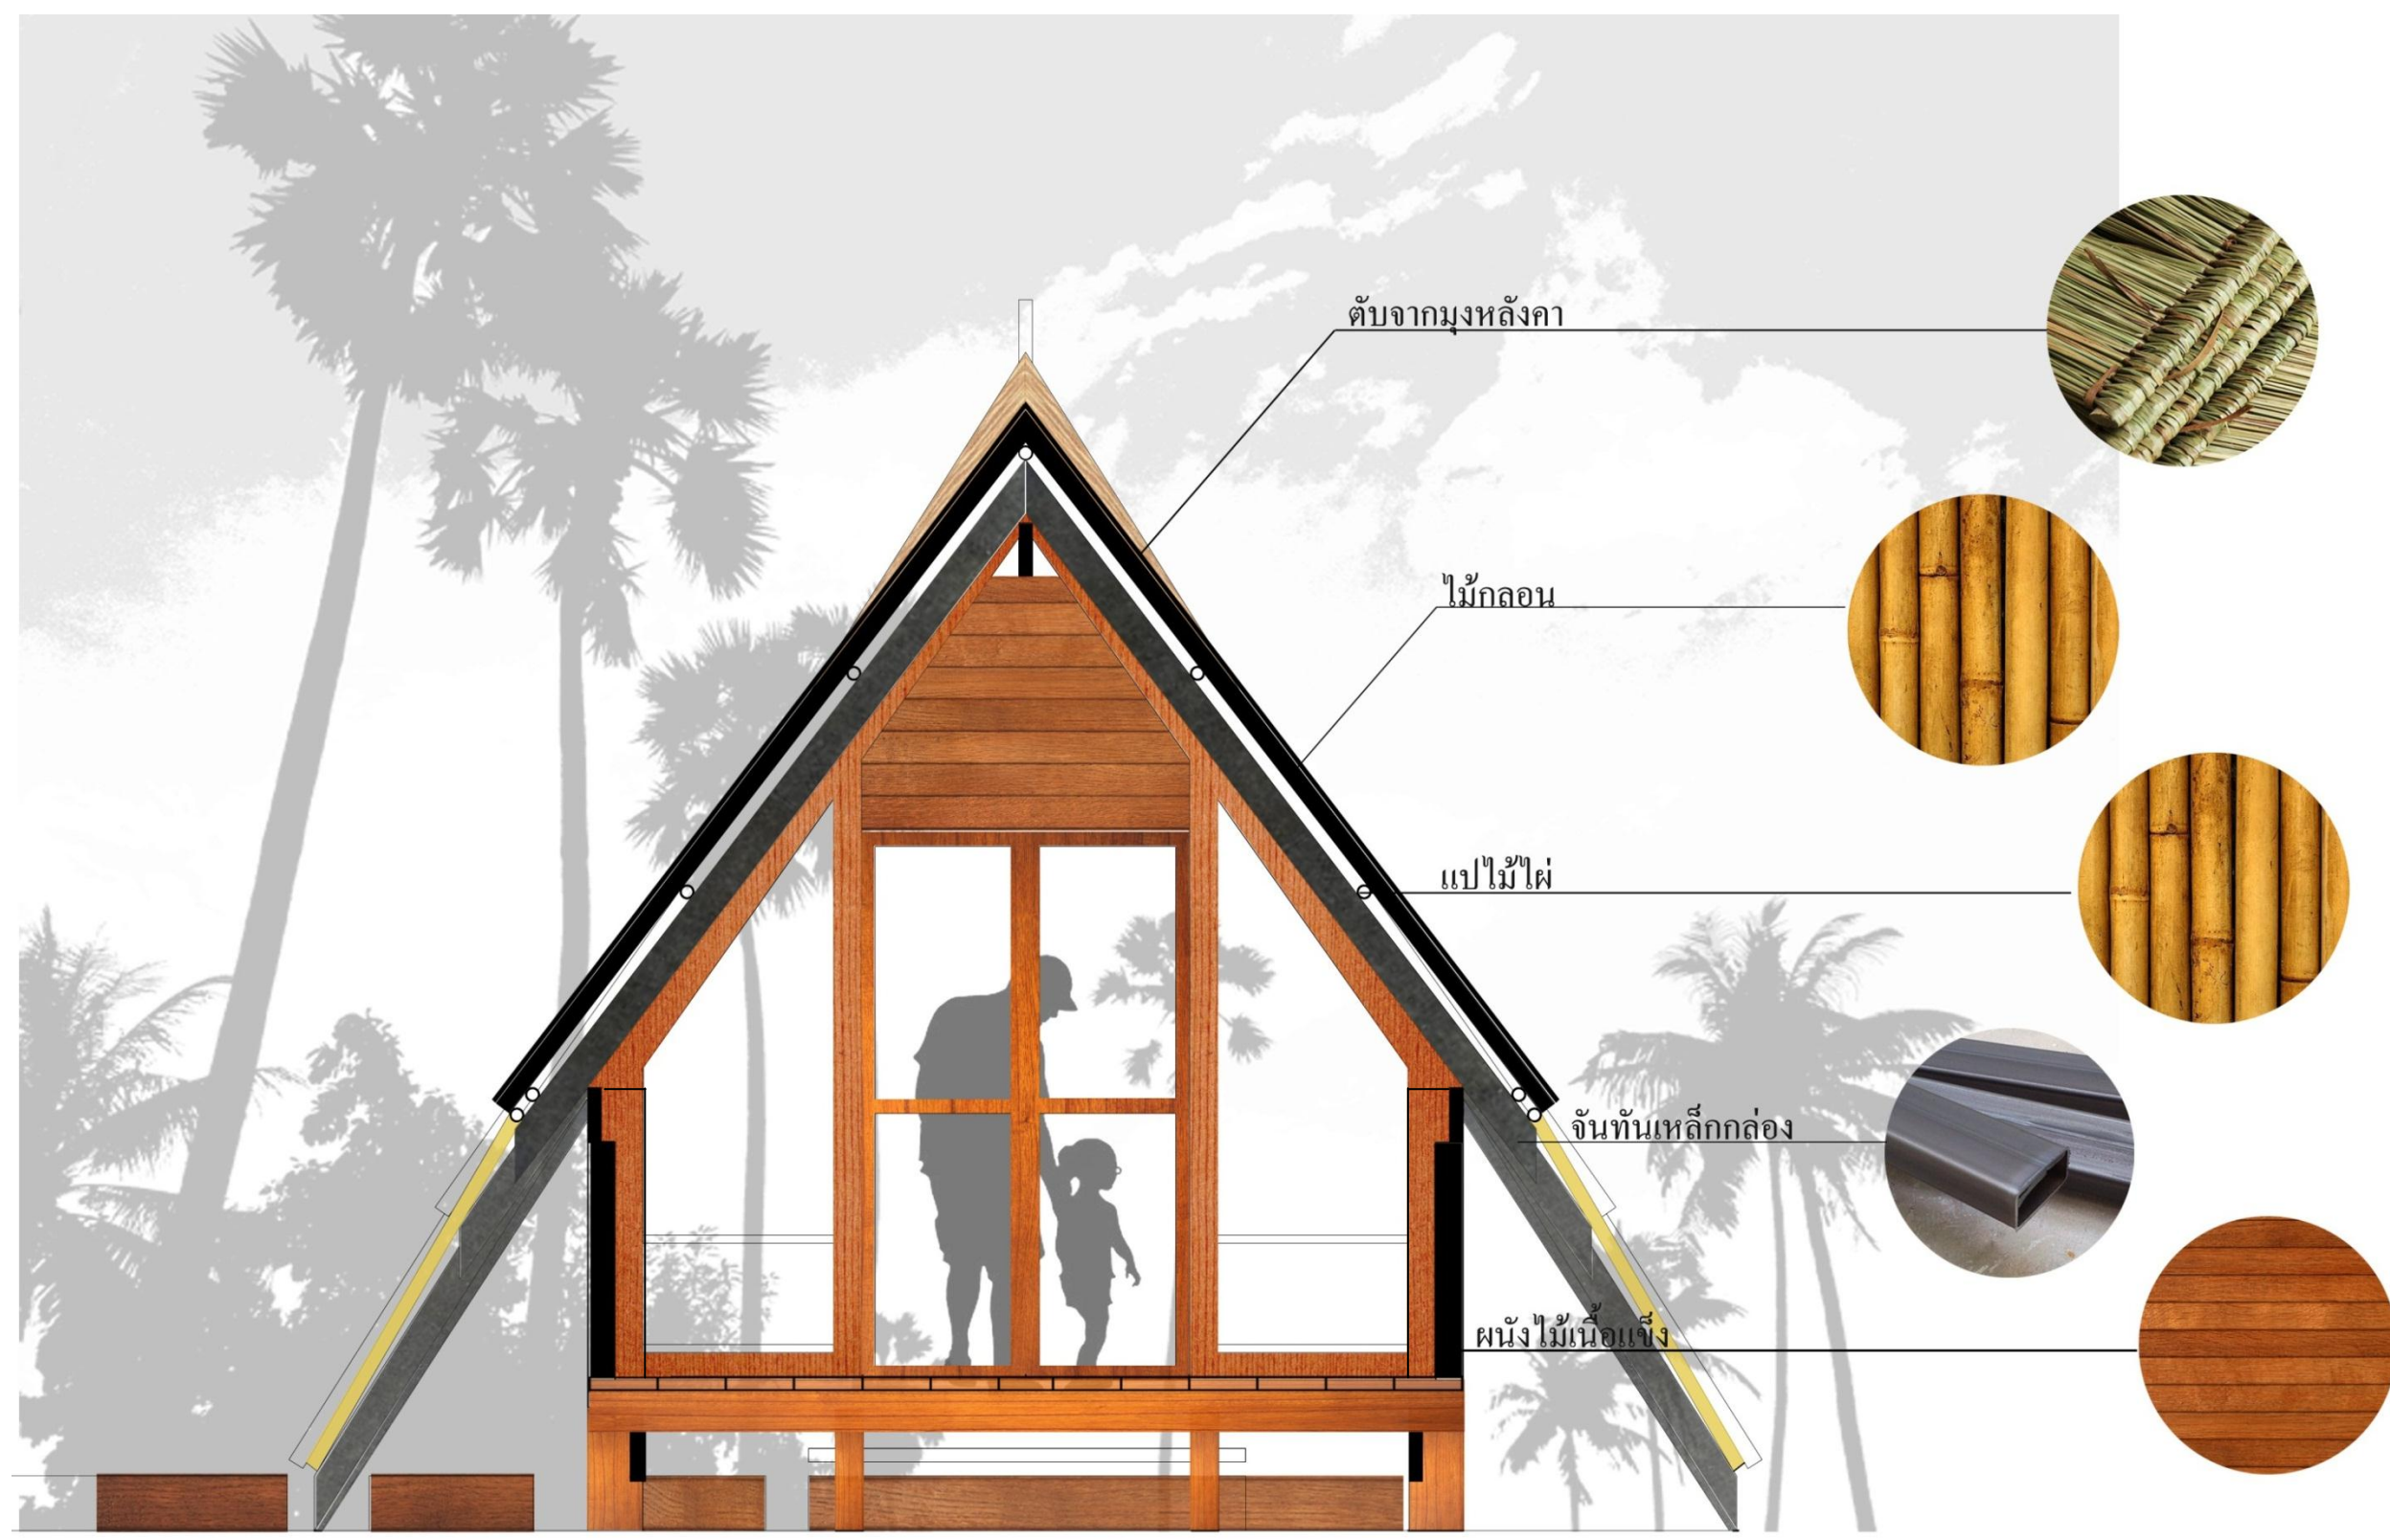 ตับจากมุงหลังคา
ไม้กลอน
แปไม้ไผ่
จันทันเหล็กกล่อง
ผนังไม้เนื้อแข็ง